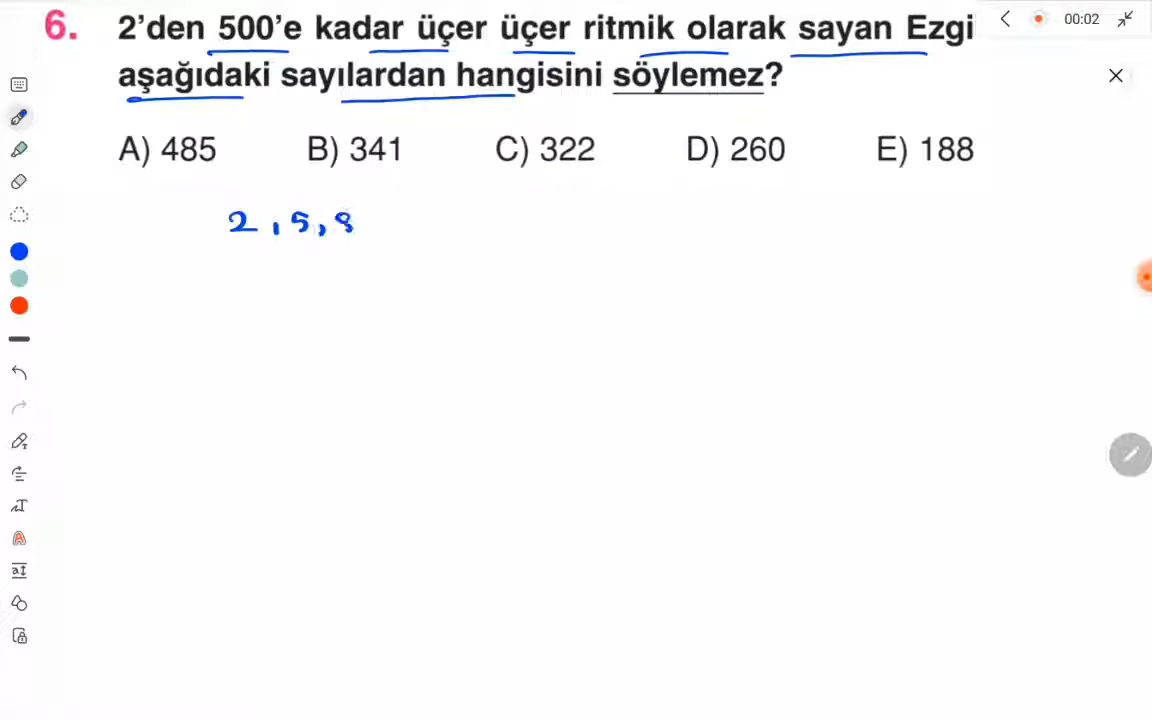 00:02
6. 2’den 500’e kadar üçer üçer ritmik olarak sayan Ezgi
aşağıdaki sayılardan hangisini söylemez?
A) 485 B) 341 C) 322 D) 260 E) 188
2 , 5 , 8